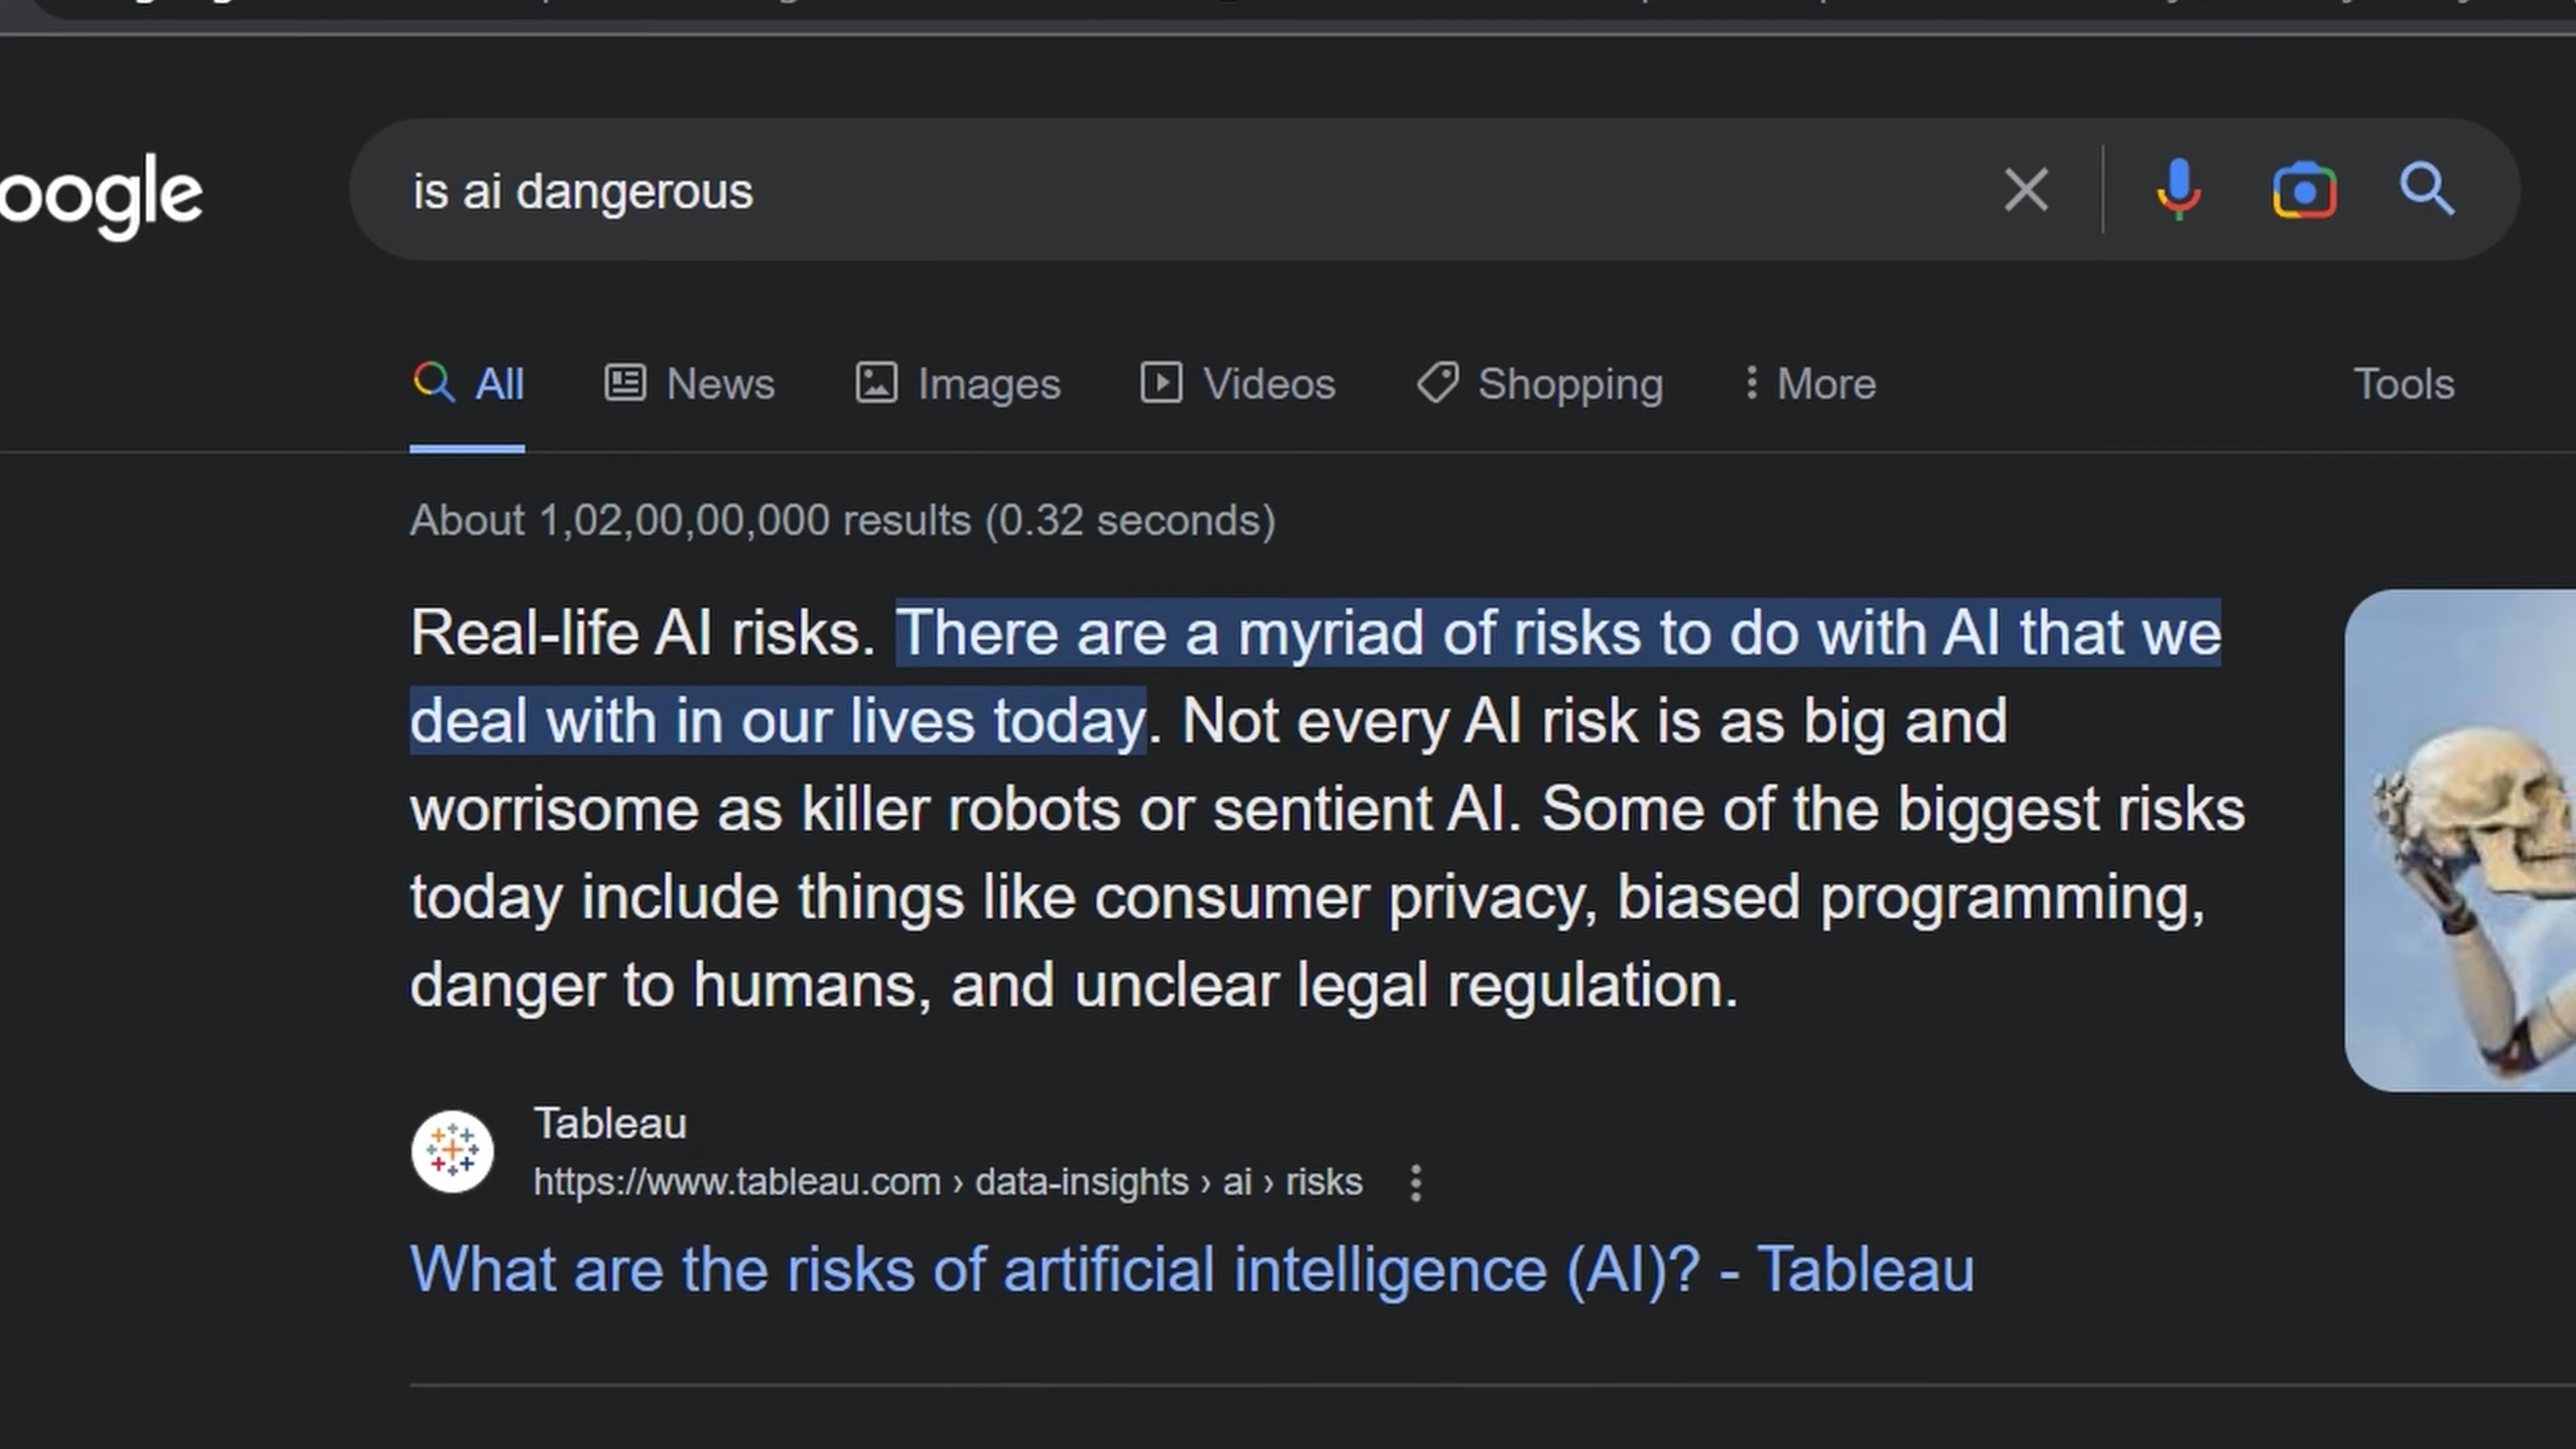 oogle
is ai dangerous
All News Images Videos Shopping More Tools
About 1,02,00,00,000 results (0.32 seconds)
Real-life AI risks. There are a myriad of risks to do with AI that we
deal with in our lives today. Not every AI risk is as big and
worrisome as killer robots or sentient AI. Some of the biggest risks
today include things like consumer privacy, biased programming,
danger to humans, and unclear legal regulation.
Tableau
https://www.tableau.com › data-insights › ai › risks
What are the risks of artificial intelligence (AI)? - Tableau